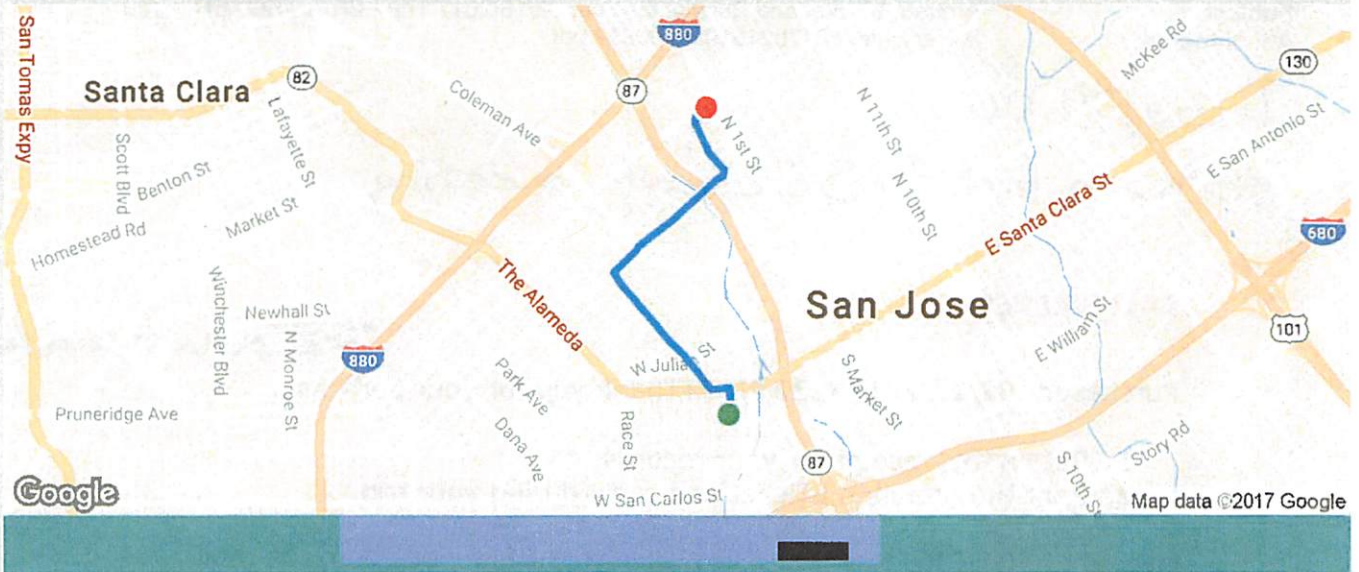 San Tomas Expy
Santa Clara
82
Scott Blvd
Benton St
Lafayette St
Homestead Rd
Market St
Winchester Blvd
Newhall St
N Monroe St
Pruneridge Ave
880
Coleman Ave
880
87
N 1st St
The Alameda
W Julian St
Park Ave
Dana Ave
Race St
W San Carlos St
N 11th St
N 10th St
McKee Rd
130
E San Antonio St
E Santa Clara St
680
San Jose
101
E William St
S Market St
87
Story Rd
S 10th St
Google
Map data ©2017 Google